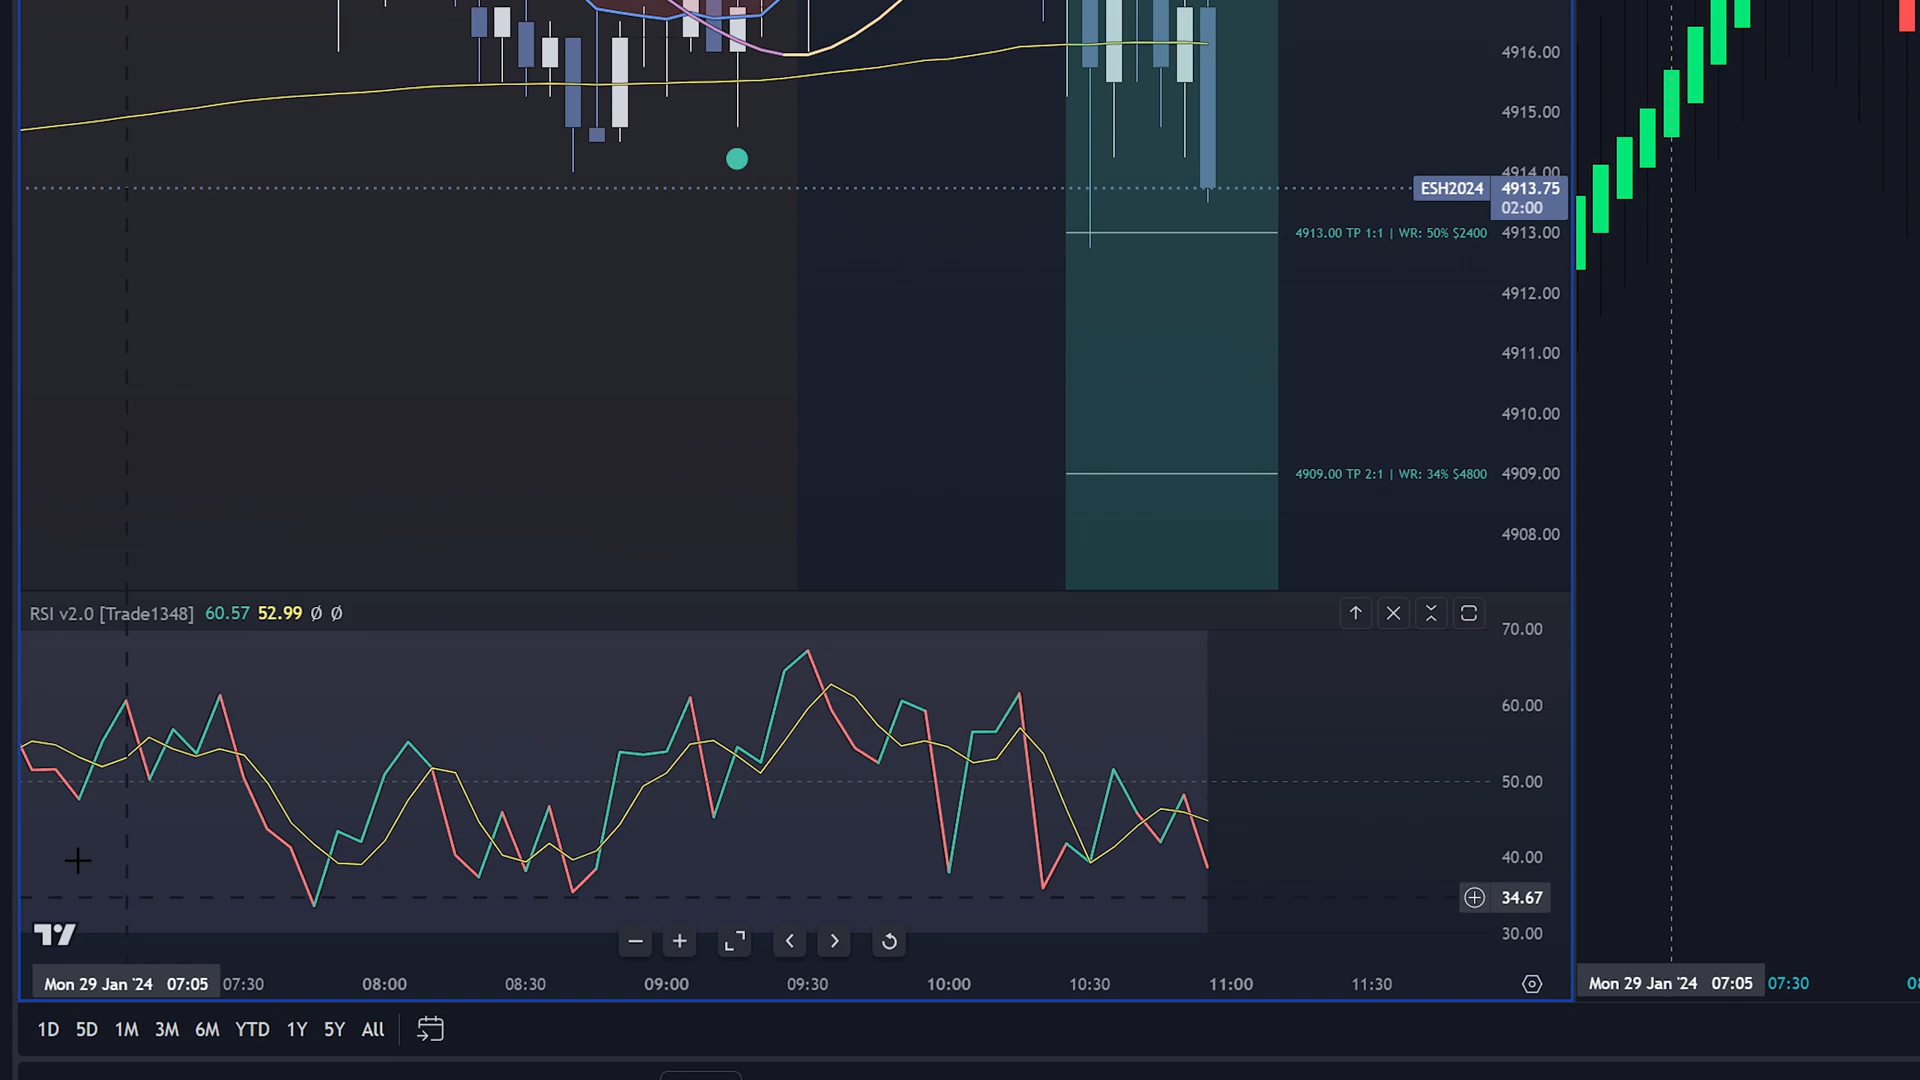 4916.00
4915.00
4914.00
ESH2024 4913.75
02:00
4913.00 TP 1:1 | WR: 50% $2400 4913.00
4912.00
4911.00
4910.00
4909.00 TP 2:1 | WR: 34% $4800 4909.00
4908.00
RSI v2.0 [Trade1348] 60.57 52.99 Ø Ø
70.00
60.00
50.00
40.00
34.67
30.00
Mon 29 Jan '24 07:05 07:30 08:00 08:30 09:00 09:30 10:00 10:30 11:00 11:30
Mon 29 Jan '24 07:05 07:30
1D 5D 1M 3M 6M YTD 1Y 5Y All